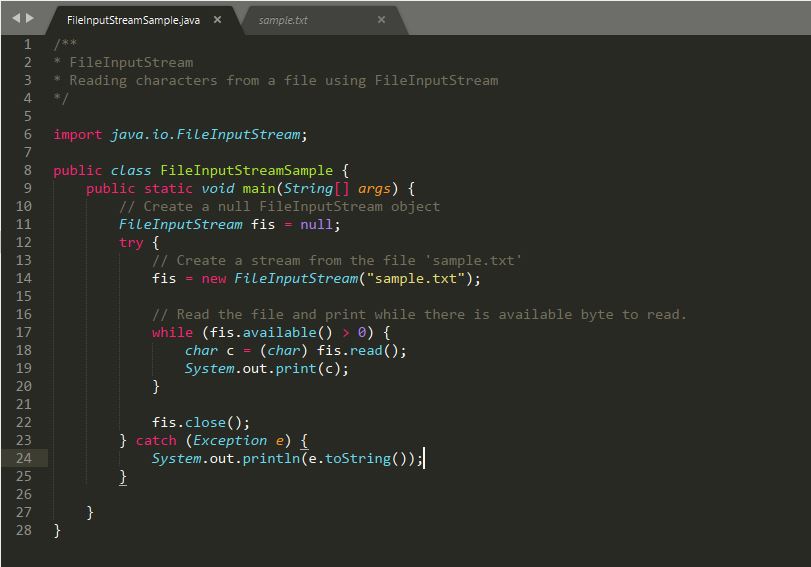 FileInputStreamSample.java × sample.txt ×
1 /**
2 * FileInputStream
3 * Reading characters from a file using FileInputStream
4 */
5
6 import java.io.FileInputStream;
7
8 public class FileInputStreamSample {
9 public static void main(String[] args) {
10 // Create a null FileInputStream object
11 FileInputStream fis = null;
12 try {
13 // Create a stream from the file 'sample.txt'
14 fis = new FileInputStream("sample.txt");
15
16 // Read the file and print while there is available byte to read.
17 while (fis.available() > 0) {
18 char c = (char) fis.read();
19 System.out.print(c);
20 }
21
22 fis.close();
23 } catch (Exception e) {
24 System.out.println(e.toString());
25 }
26
27 }
28 }